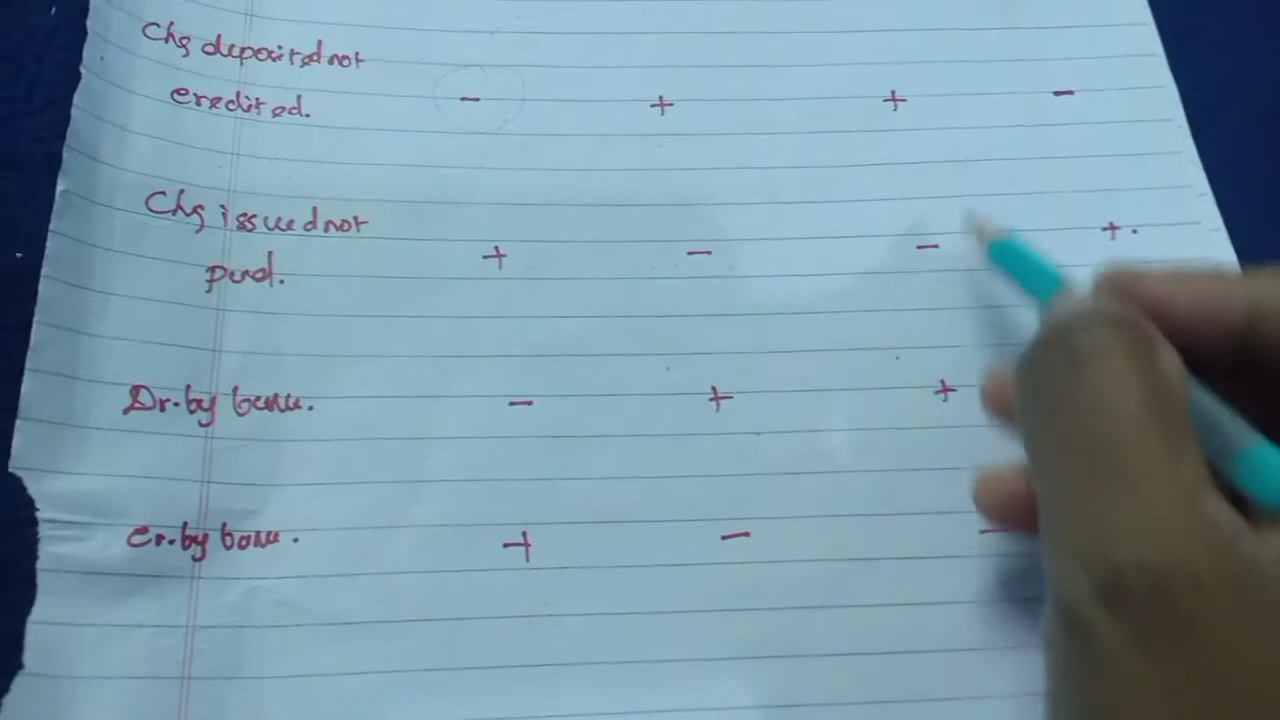 Chq deposited not
credited. - + + -
Chq issued not
paid. + - - + .
Dr. by bank. - + +
Cr. by bank. + - -